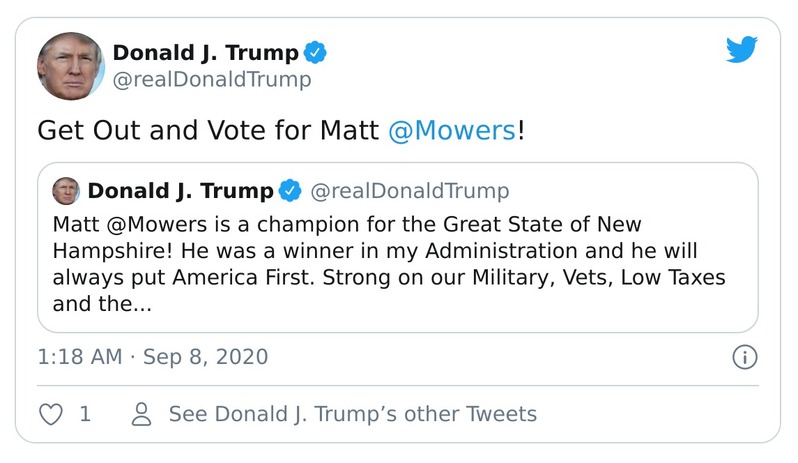 Donald J. Trump
@realDonaldTrump
Get Out and Vote for Matt @Mowers!
Donald J. Trump @realDonaldTrump
Matt @Mowers is a champion for the Great State of New
Hampshire! He was a winner in my Administration and he will
always put America First. Strong on our Military, Vets, Low Taxes
and the...
1:18 AM · Sep 8, 2020
1 See Donald J. Trump’s other Tweets